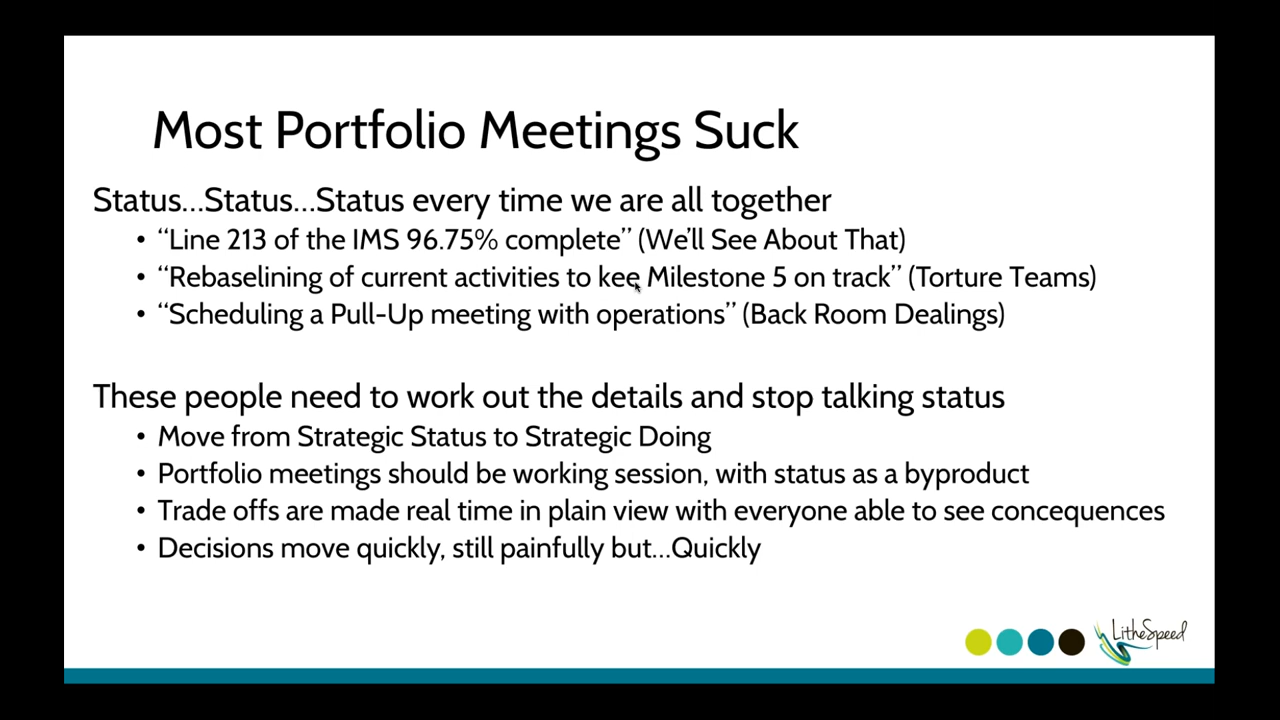 Most Portfolio Meetings Suck
Status...Status...Status every time we are all together
• “Line 213 of the IMS 96.75% complete” (We’ll See About That)
• “Rebaselining of current activities to kee Milestone 5 on track” (Torture Teams)
• “Scheduling a Pull-Up meeting with operations” (Back Room Dealings)
These people need to work out the details and stop talking status
• Move from Strategic Status to Strategic Doing
• Portfolio meetings should be working session, with status as a byproduct
• Trade offs are made real time in plain view with everyone able to see concequences
• Decisions move quickly, still painfully but...Quickly
LitheSpeed